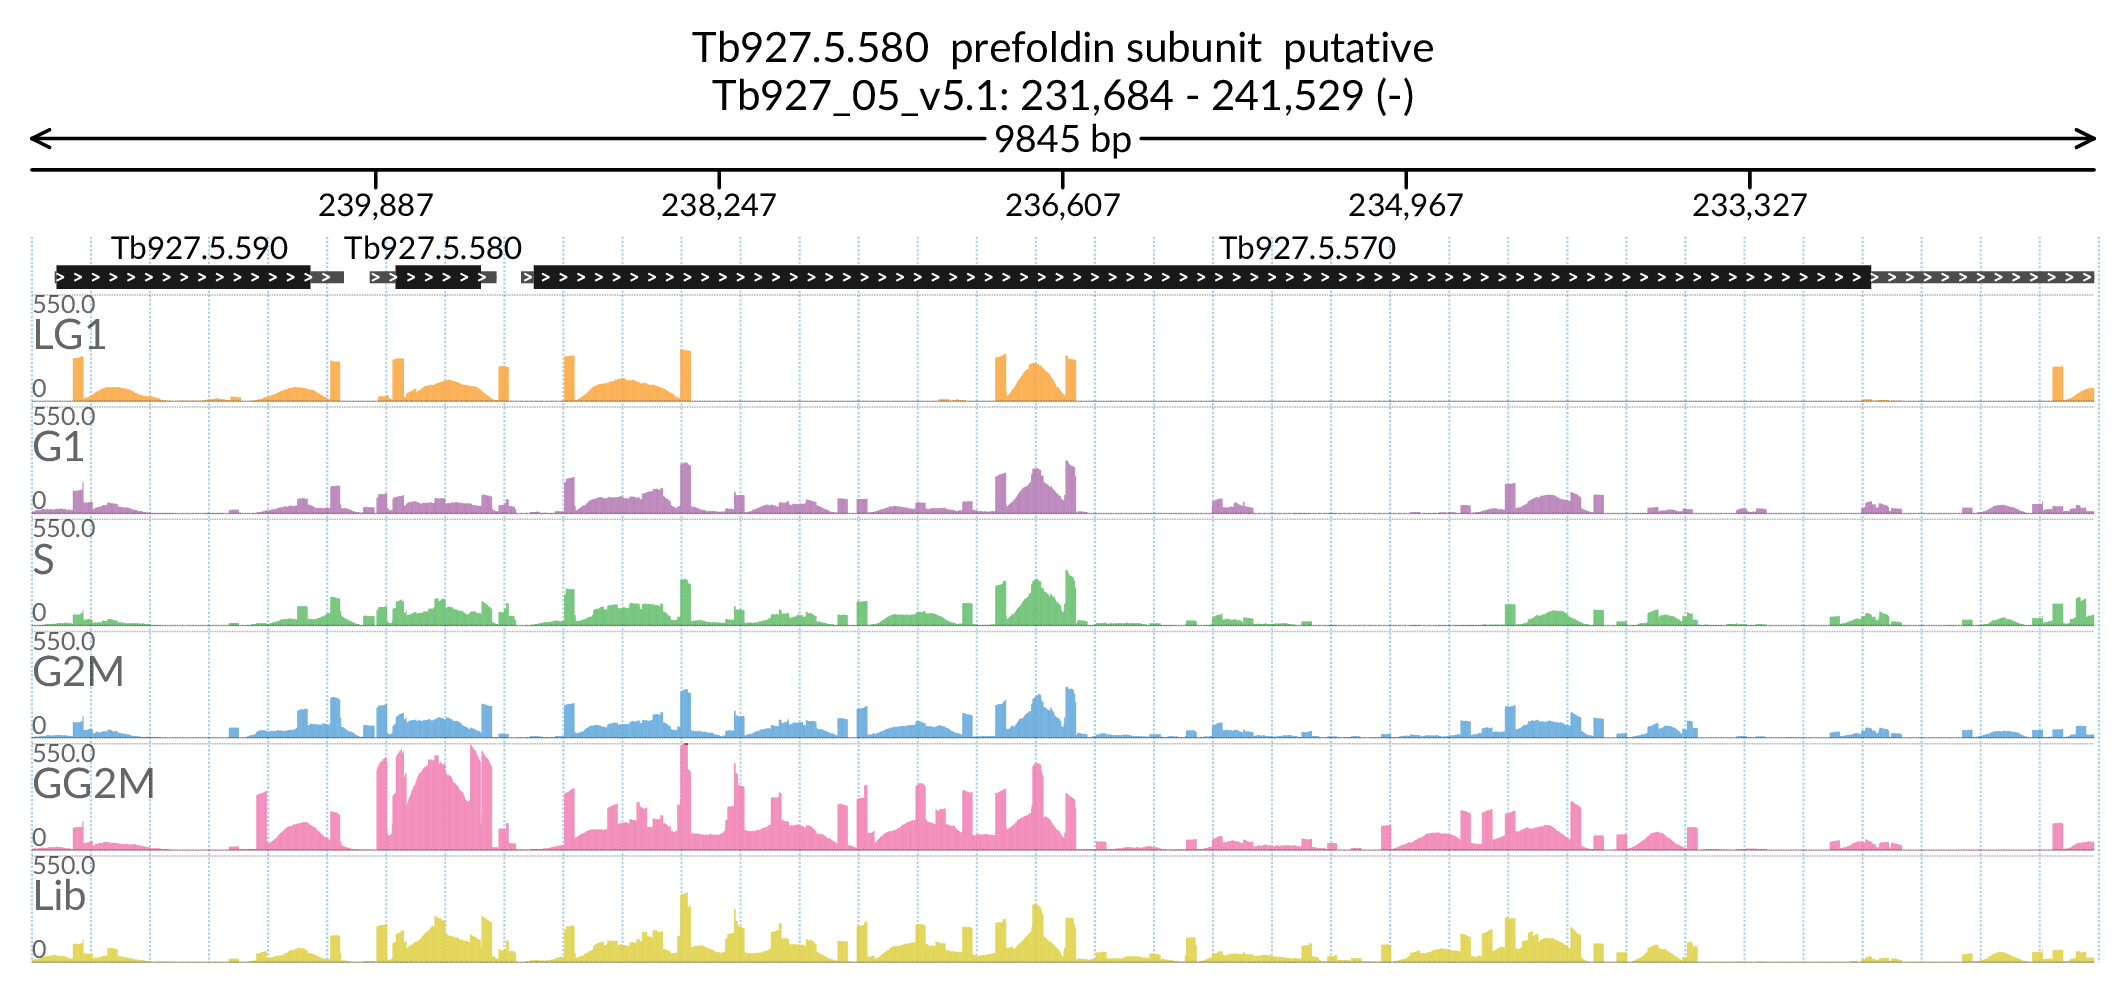 Tb927.5.580 prefoldin subunit putative
Tb927_05_v5.1: 231,684 - 241,529 (-)
9845 bp
239,887 238,247 236,607 234,967 233,327
Tb927.5.590 Tb927.5.580 Tb927.5.570
550.0
LG1
0
550.0
G1
0
550.0
S
0
550.0
G2M
0
550.0
GG2M
0
550.0
Lib
0